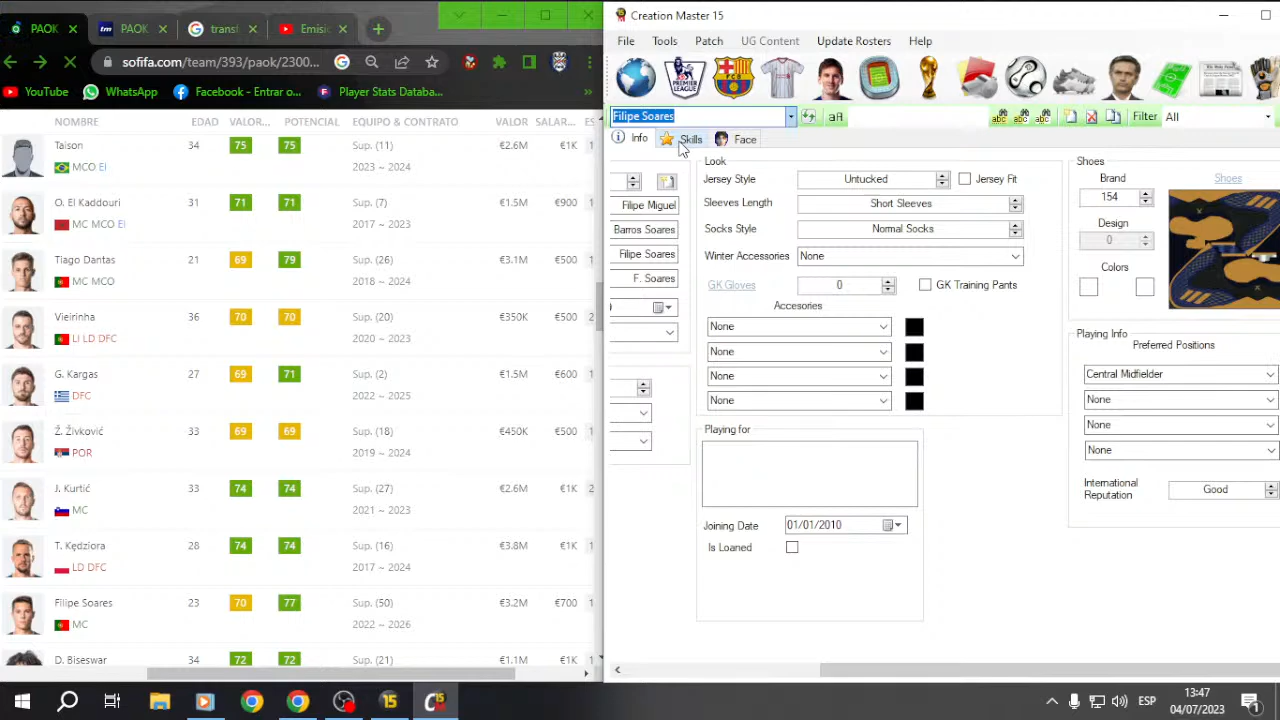 PAOK
PAOK
transl
Emisic
sofifa.com/team/393/paok/2300...
YouTube
WhatsApp
Facebook - Entrar o...
Player Stats Databa...
»
NOMBRE EDAD VALOR... POTENCIAL EQUIPO & CONTRATO VALOR SALAR... ES
Taison 34 75 75 Sup. (11) €2.6M €1K
MCO EI 2023 ~ 2024
O. El Kaddouri 31 71 71 Sup. (7) €1.5M €900
MC MCO EI 2017 ~ 2023
Tiago Dantas 21 69 79 Sup. (26) €3.1M €500
MC MCO 2018 ~ 2024
Vieirinha 36 70 70 Sup. (20) €350K €500
LI LD DFC 2020 ~ 2023
G. Kargas 27 69 71 Sup. (2) €1.5M €600
DFC 2022 ~ 2025
Ž. Živković 33 69 69 Sup. (18) €450K €500
POR 2019 ~ 2024
J. Kurtić 33 74 74 Sup. (27) €2.6M €1K
MC 2021 ~ 2023
T. Kędziora 28 74 74 Sup. (16) €3.8M €1K
LD DFC 2017 ~ 2024
Filipe Soares 23 70 77 Sup. (50) €3.2M €700
MC 2022 ~ 2026
D. Biseswar 34 72 72 Sup. (21) €1.1M €1K
Creation Master 15
File Tools Patch UG Content Update Rosters Help
Filipe Soares
aA
abc abc abc
Filter All
Info Skills Face
Filipe Miguel
Barros Soares
Filipe Soares
F. Soares
Look
Jersey Style Untucked Jersey Fit
Sleeves Length Short Sleeves
Socks Style Normal Socks
Winter Accessories None
GK Gloves 0 GK Training Pants
Accesories
None
None
None
None
Playing for
Joining Date 01/01/2010
Is Loaned
Shoes
Brand Shoes
154
Design
0
Colors
Playing Info
Preferred Positions
Central Midfielder
None
None
None
International
Reputation Good
ESP
13:47
04/07/2023